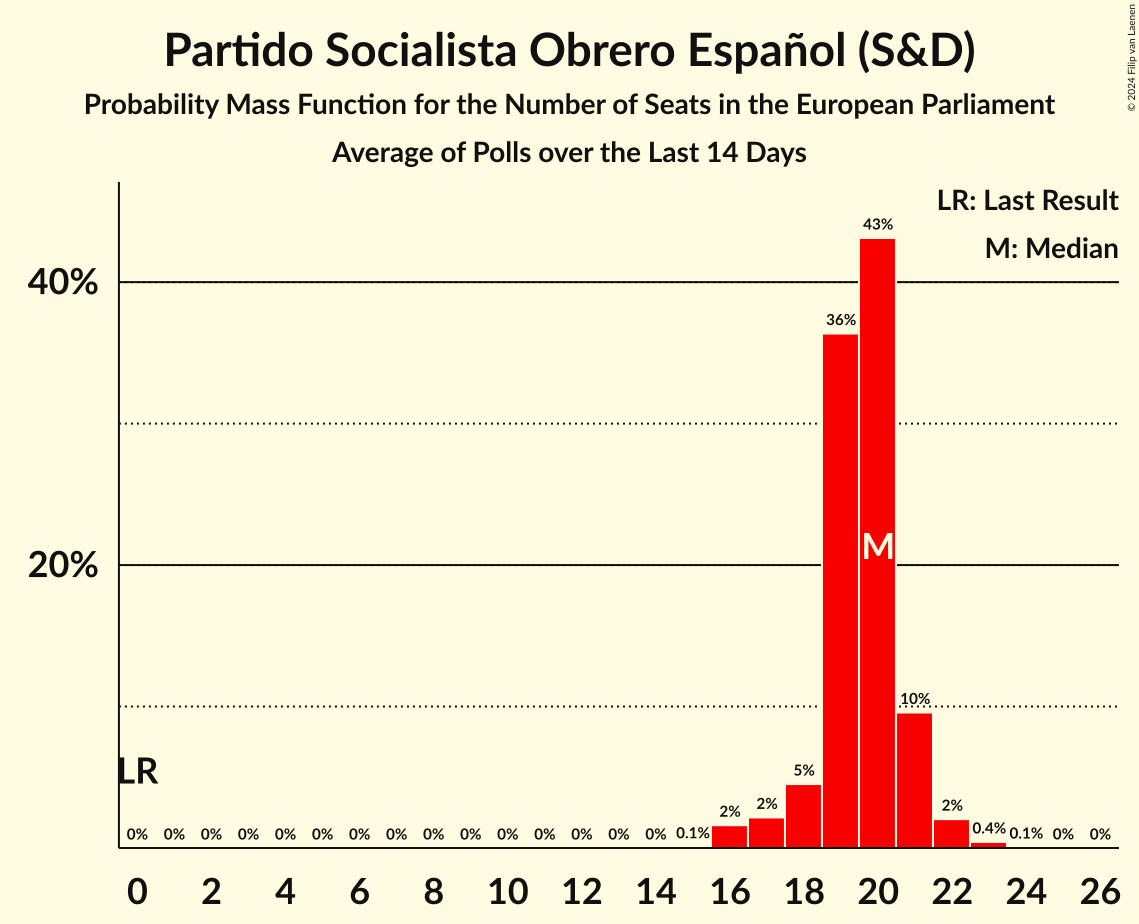 Partido Socialista Obrero Español (S&D)
Probability Mass Function for the Number of Seats in the European Parliament
Average of Polls over the Last 14 Days
© 2024 Filip van Laenen
LR: Last Result
M: Median
43%
40%
36%
M
20%
10%
LR
5%
2% 2% 2%
0% 0% 0% 0% 0% 0% 0% 0% 0% 0% 0% 0% 0% 0% 0% 0.1% 0.4% 0.1% 0% 0%
0 2 4 6 8 10 12 14 16 18 20 22 24 26